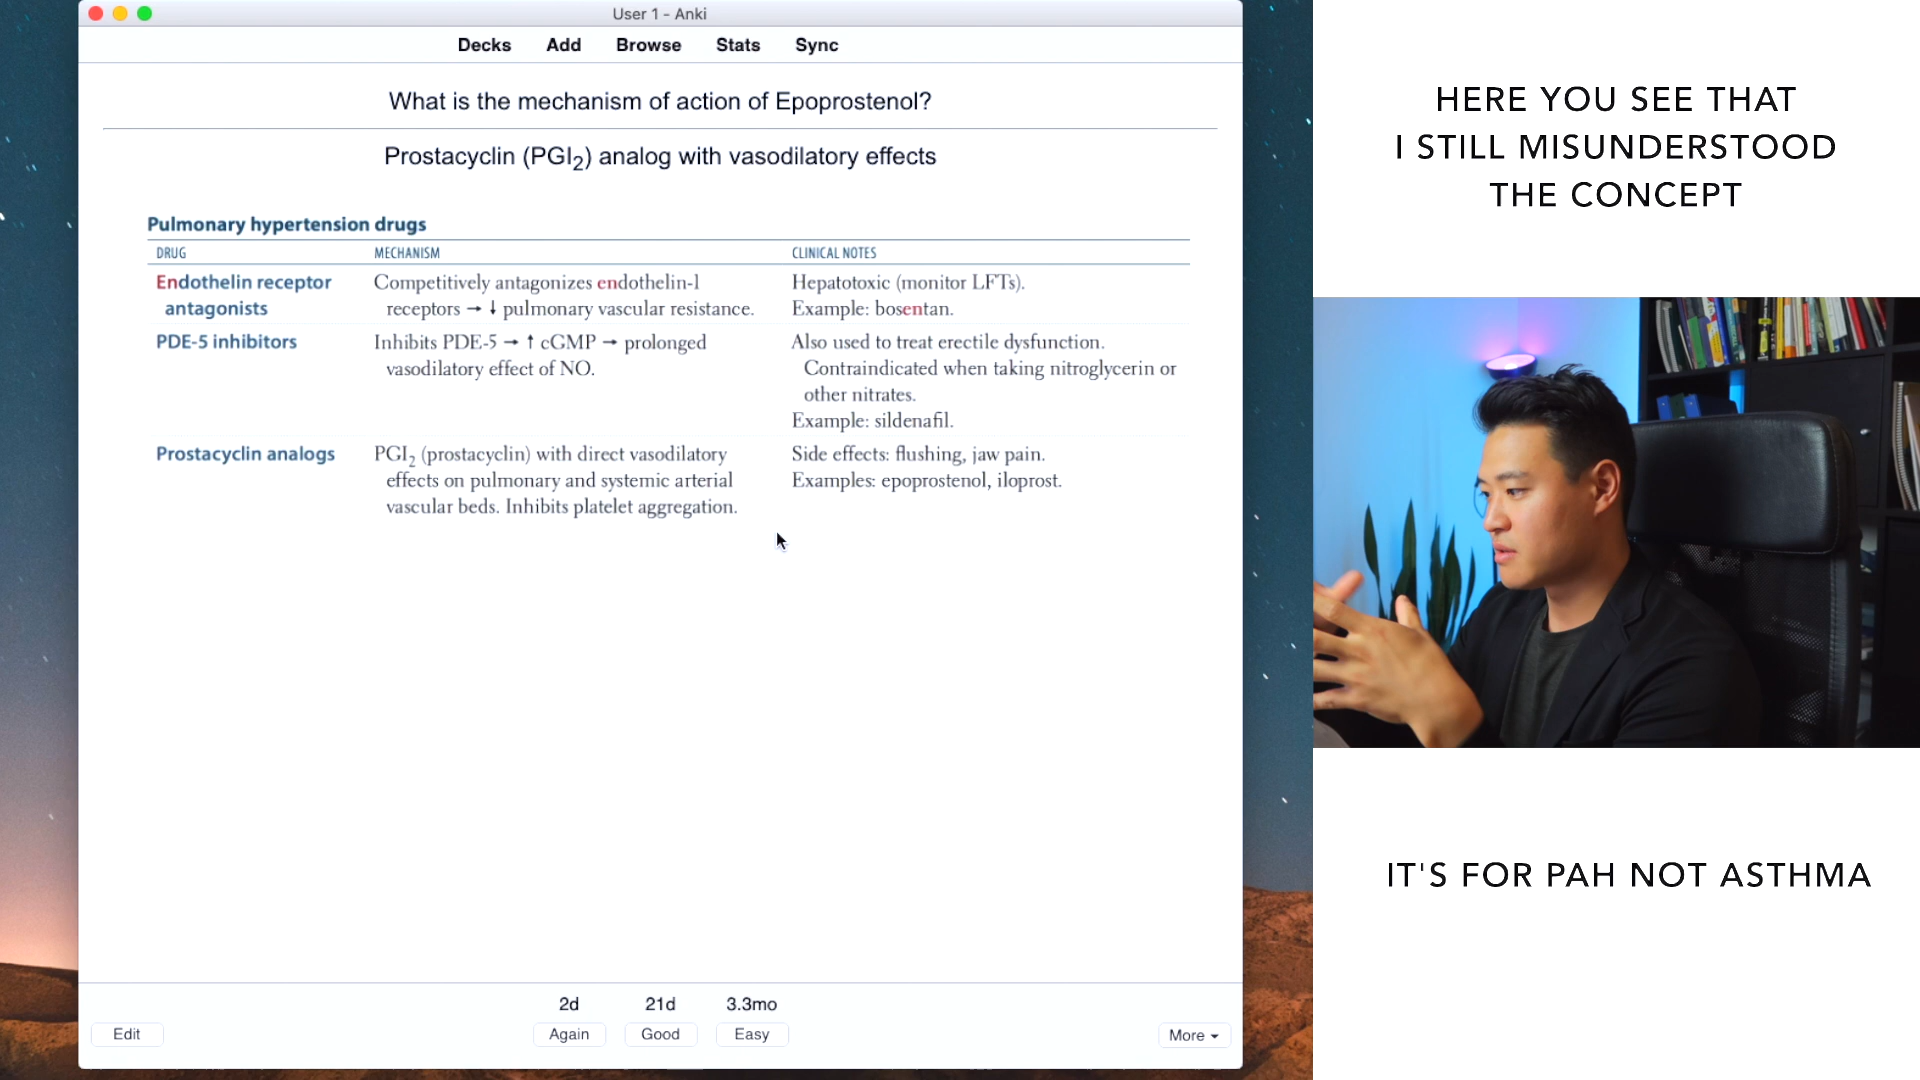 User 1 - Anki
Decks Add Browse Stats Sync
What is the mechanism of action of Epoprostenol?
Prostacyclin (PGI₂) analog with vasodilatory effects
Pulmonary hypertension drugs
DRUG MECHANISM CLINICAL NOTES
Endothelin receptor Competitively antagonizes endothelin-1 Hepatotoxic (monitor LFTs).
antagonists receptors → ↓ pulmonary vascular resistance. Example: bosentan.
PDE-5 inhibitors Inhibits PDE-5 → ↑ cGMP → prolonged Also used to treat erectile dysfunction.
vasodilatory effect of NO. Contraindicated when taking nitroglycerin or
other nitrates.
Example: sildenafil.
Prostacyclin analogs PGI₂ (prostacyclin) with direct vasodilatory Side effects: flushing, jaw pain.
effects on pulmonary and systemic arterial Examples: epoprostenol, iloprost.
vascular beds. Inhibits platelet aggregation.
2d 21d 3.3mo
Edit Again Good Easy More
HERE YOU SEE THAT
I STILL MISUNDERSTOOD
THE CONCEPT
IT'S FOR PAH NOT ASTHMA